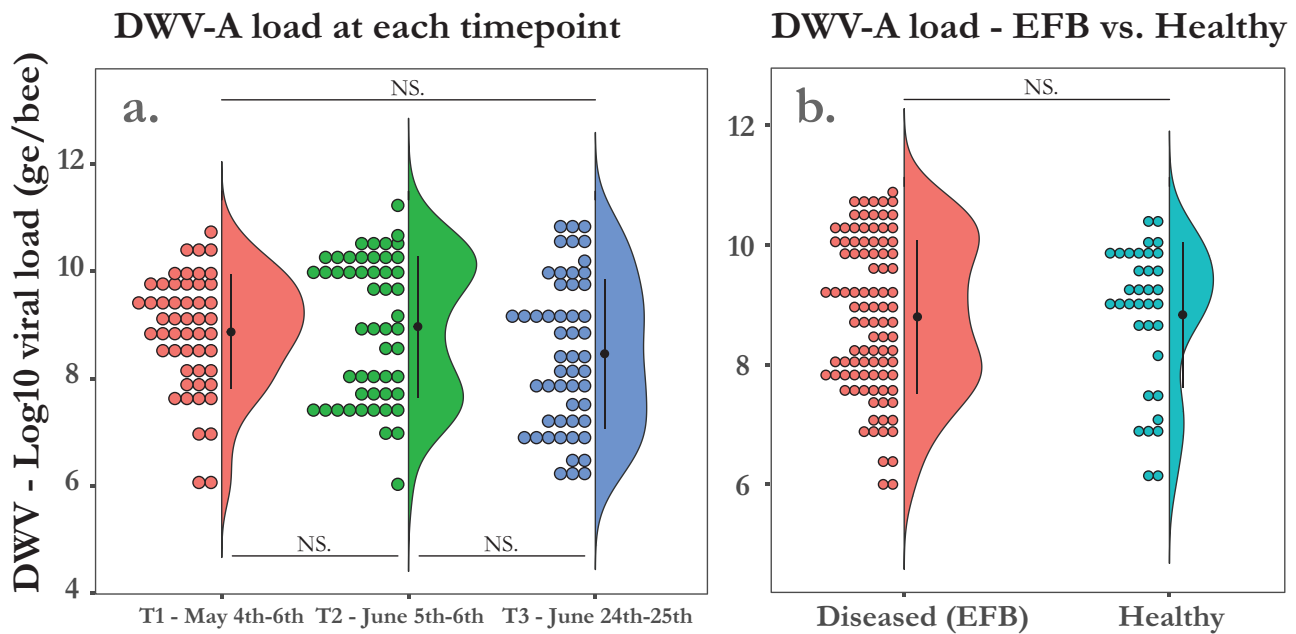 DWV-A load at each timepoint
DWV-A load - EFB vs. Healthy
DWV - Log10 viral load (ge/bee)
a.
NS.
12
10
8
6
4
NS.
NS.
T1 - May 4th-6th
T2 - June 5th-6th
T3 - June 24th-25th
b.
NS.
12
10
8
6
Diseased (EFB)
Healthy